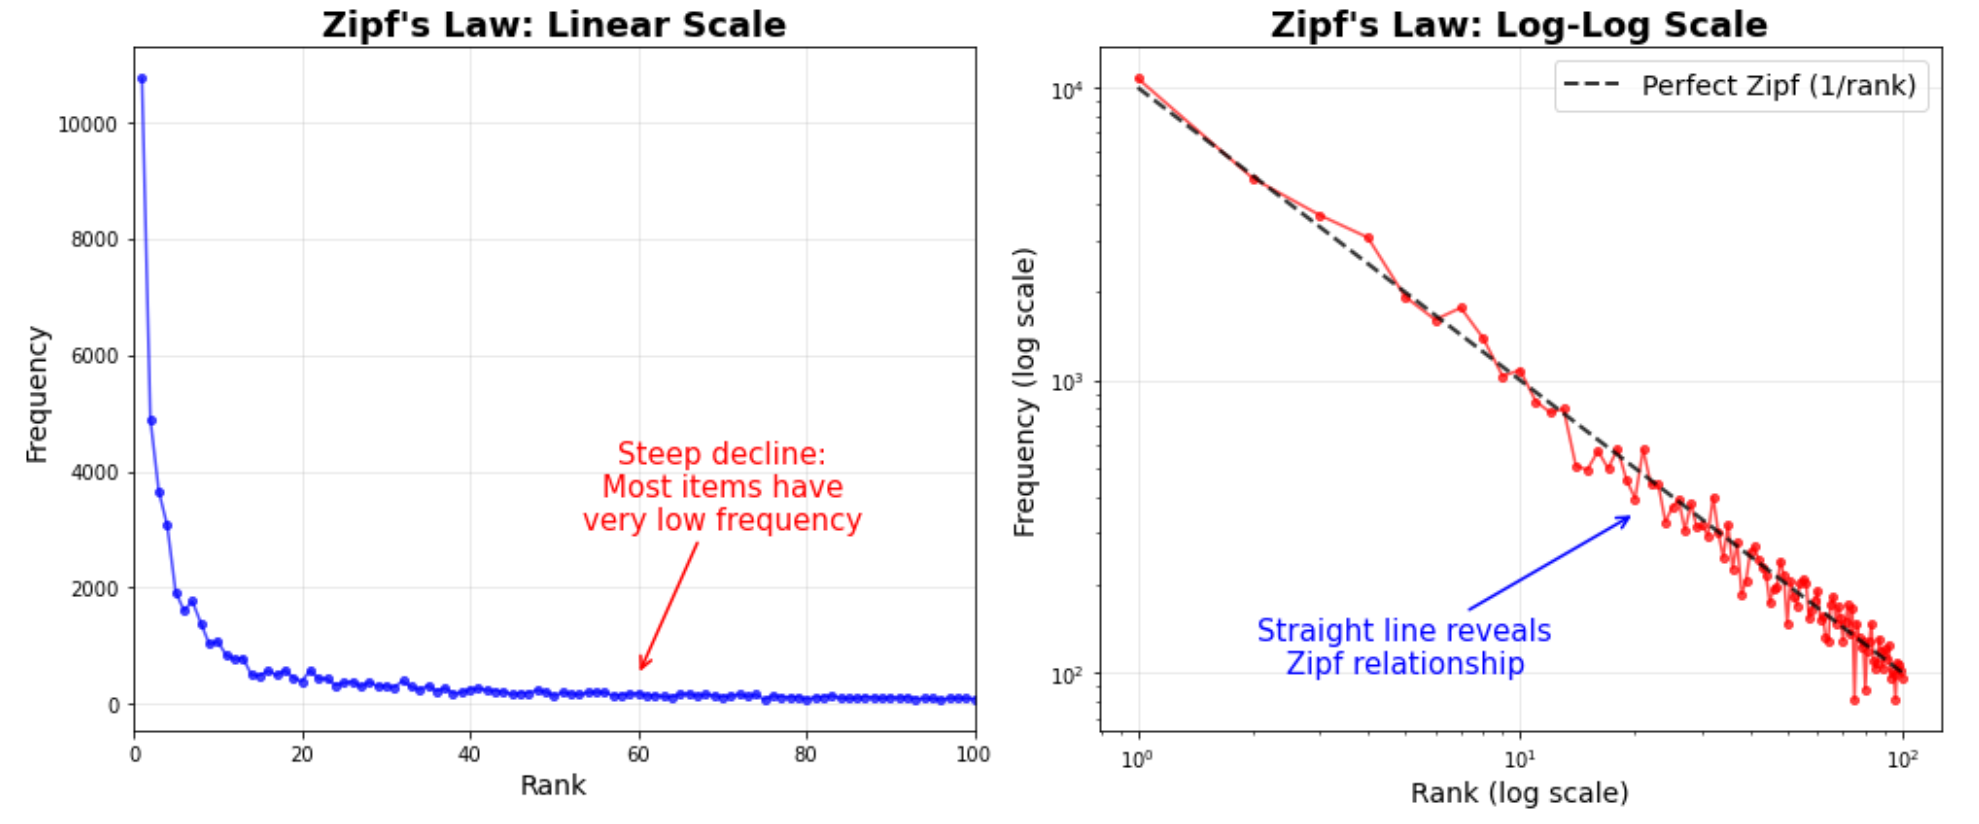 Zipf's Law: Linear Scale
10000
8000
6000
4000
2000
0
Frequency
Steep decline:
Most items have
very low frequency
0 20 40 60 80 100
Rank
Zipf's Law: Log-Log Scale
Perfect Zipf (1/rank)
10⁴
10³
10²
Frequency (log scale)
Straight line reveals
Zipf relationship
10⁰ 10¹ 10²
Rank (log scale)